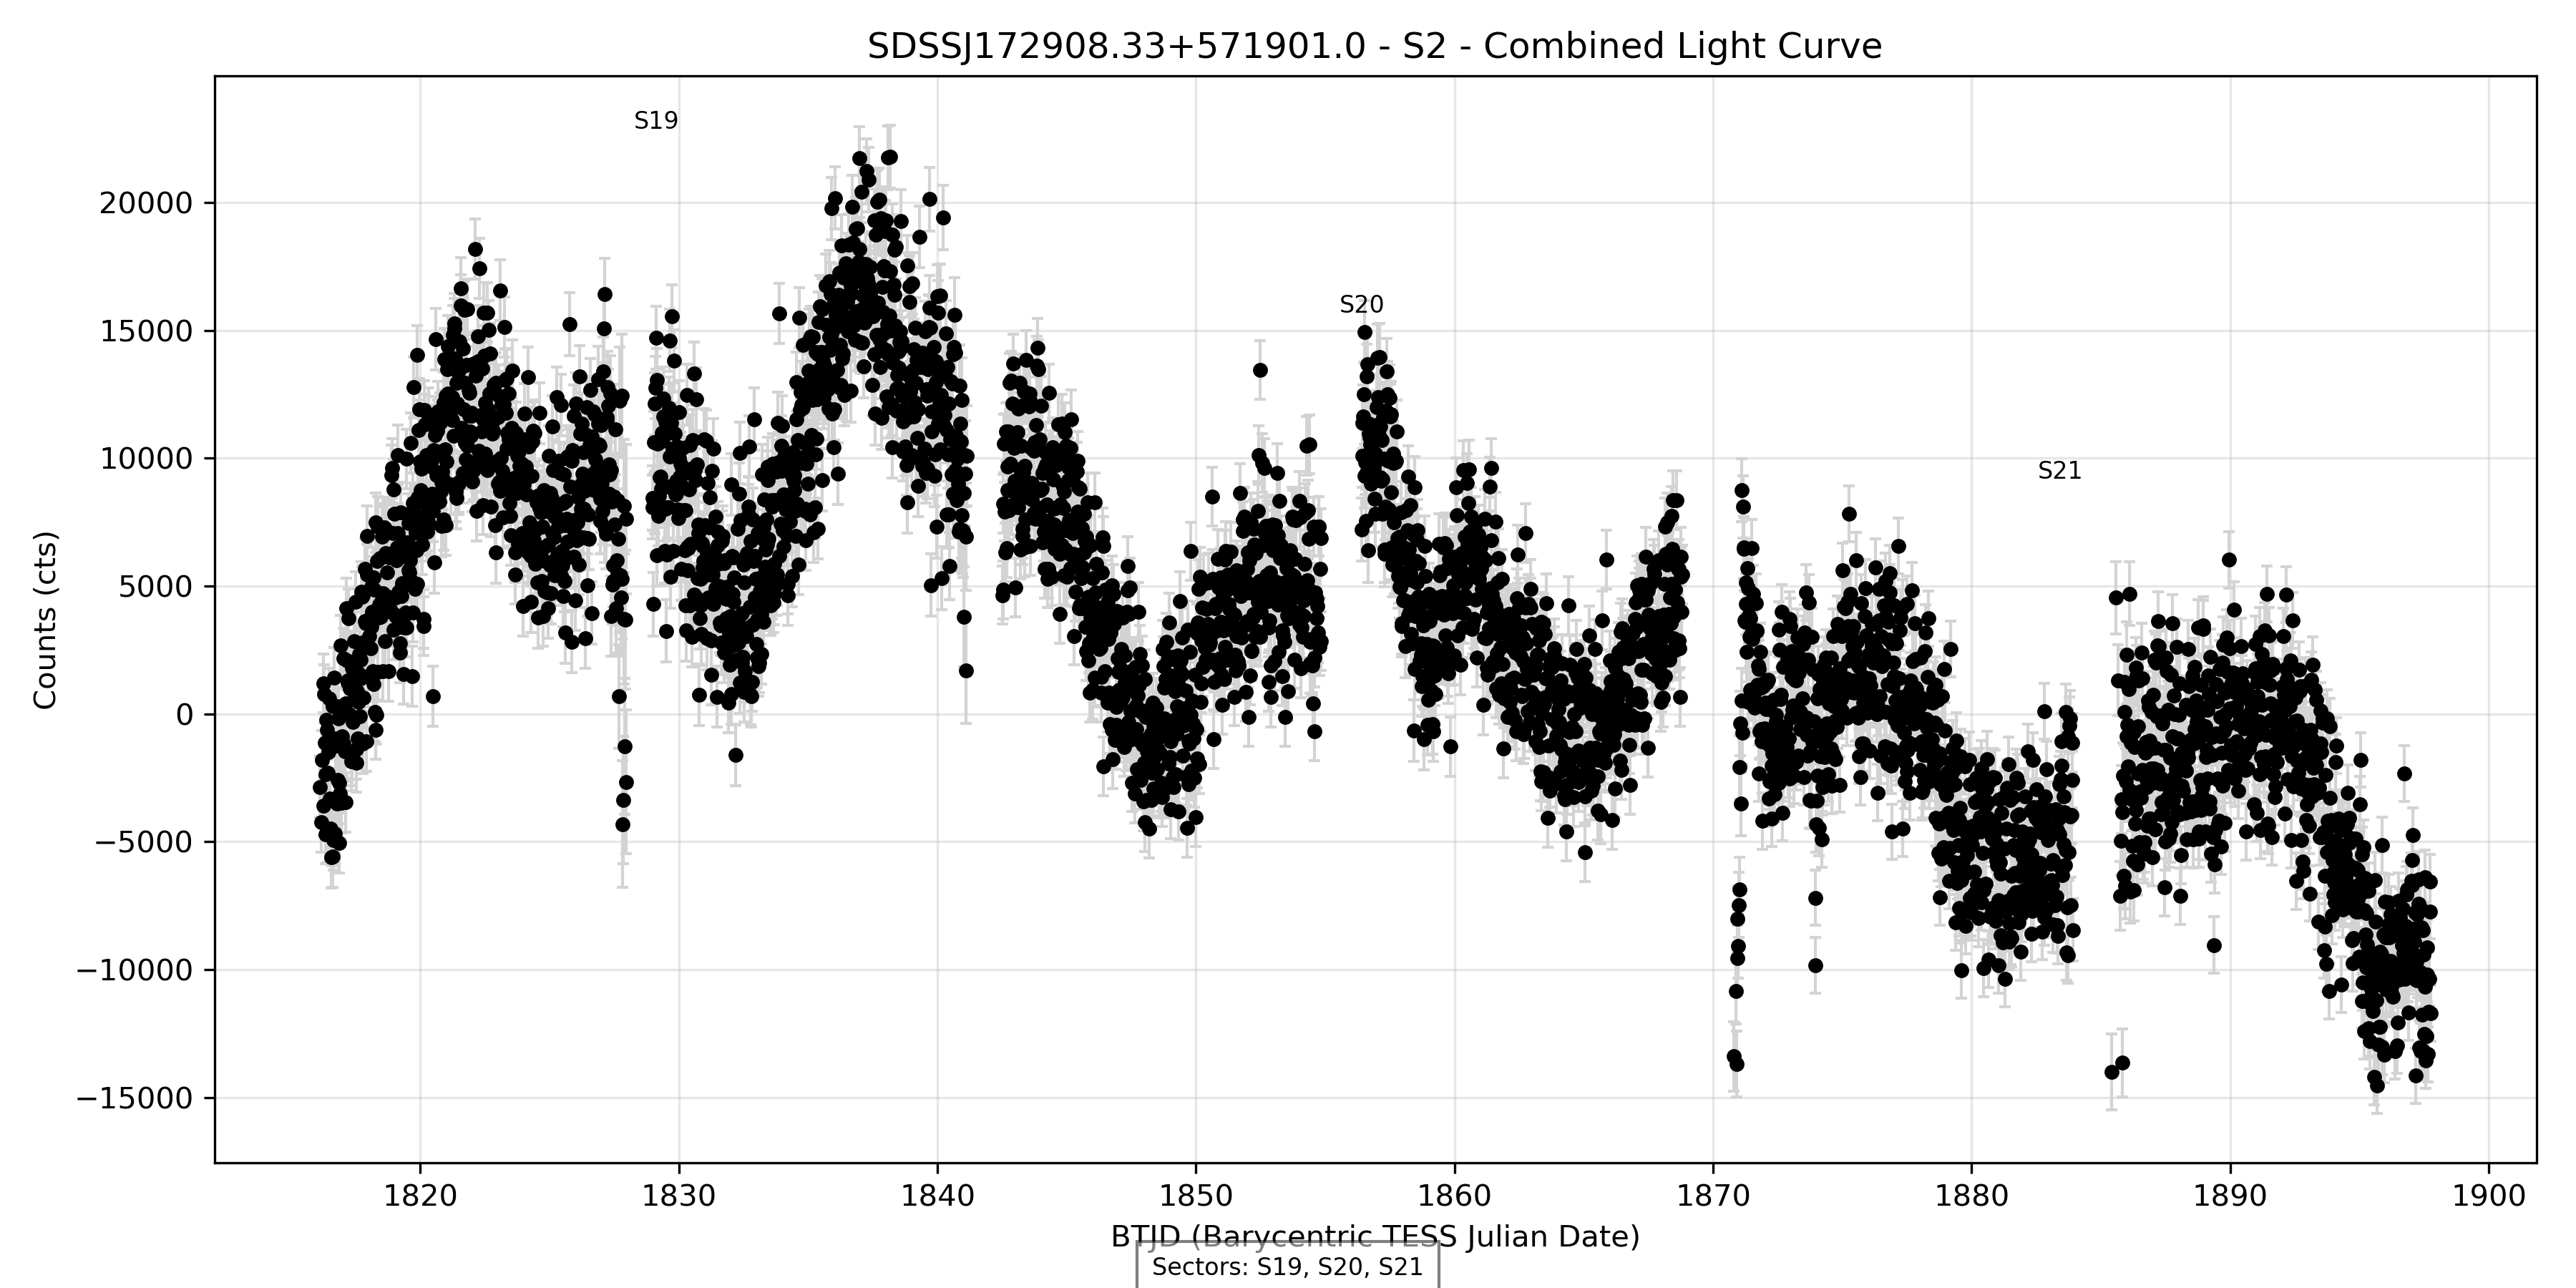 SDSSJ172908.33+571901.0 - S2 - Combined Light Curve
S19
S20
S21
Counts (cts)
20000
15000
10000
5000
0
−5000
−10000
−15000
1820 1830 1840 1850 1860 1870 1880 1890 1900
BTJD (Barycentric TESS Julian Date)
Sectors: S19, S20, S21